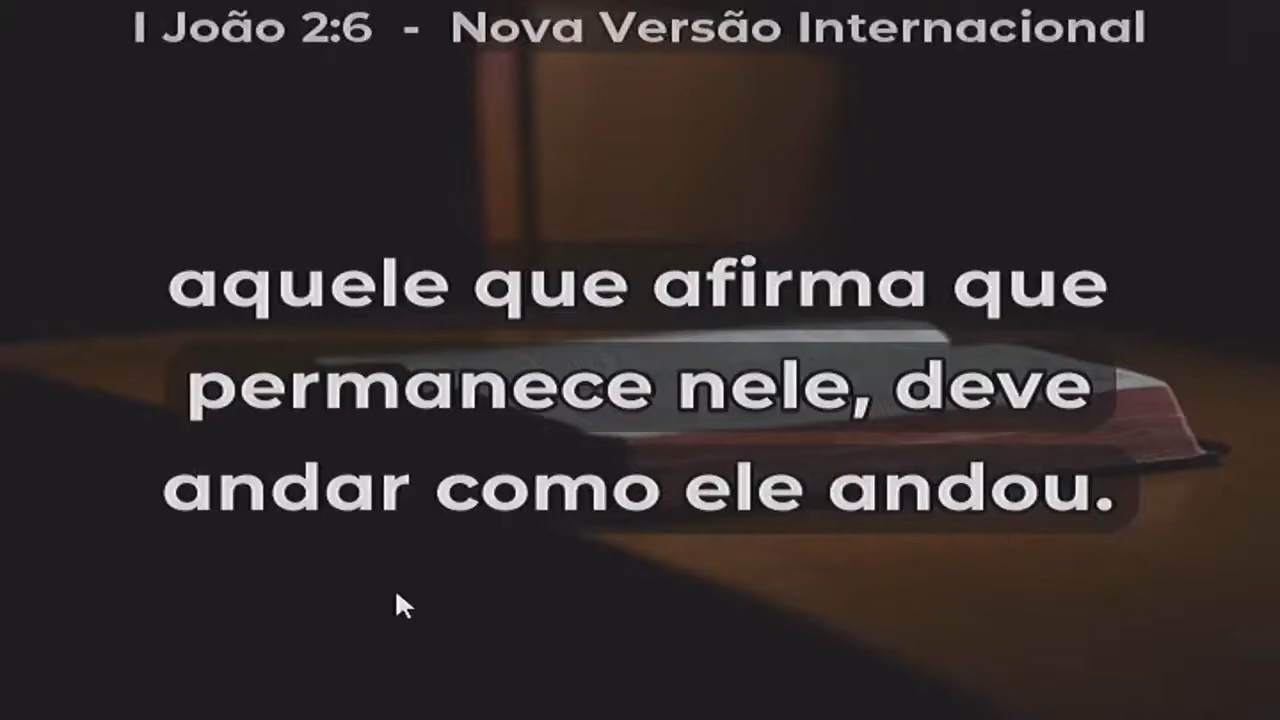 I João 2:6 - Nova Versão Internacional
aquele que afirma que
permanece nele, deve
andar como ele andou.